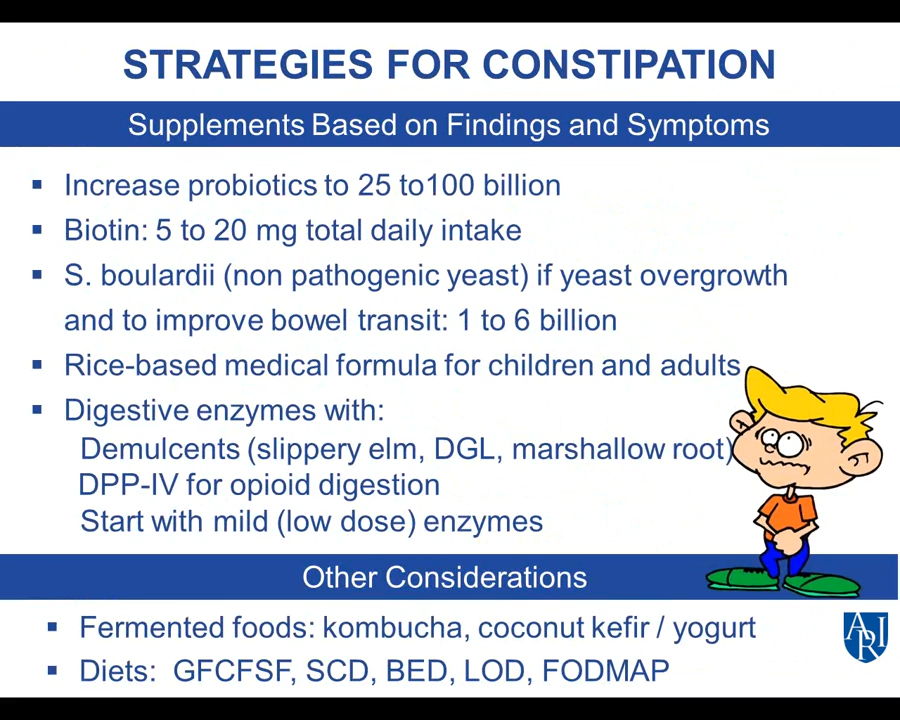 STRATEGIES FOR CONSTIPATION
Supplements Based on Findings and Symptoms
▪ Increase probiotics to 25 to100 billion
▪ Biotin: 5 to 20 mg total daily intake
▪ S. boulardii (non pathogenic yeast) if yeast overgrowth
and to improve bowel transit: 1 to 6 billion
▪ Rice-based medical formula for children and adults
▪ Digestive enzymes with:
Demulcents (slippery elm, DGL, marshallow root)
DPP-IV for opioid digestion
Start with mild (low dose) enzymes
Other Considerations
▪ Fermented foods: kombucha, coconut kefir / yogurt
▪ Diets: GFCFSF, SCD, BED, LOD, FODMAP
ARI